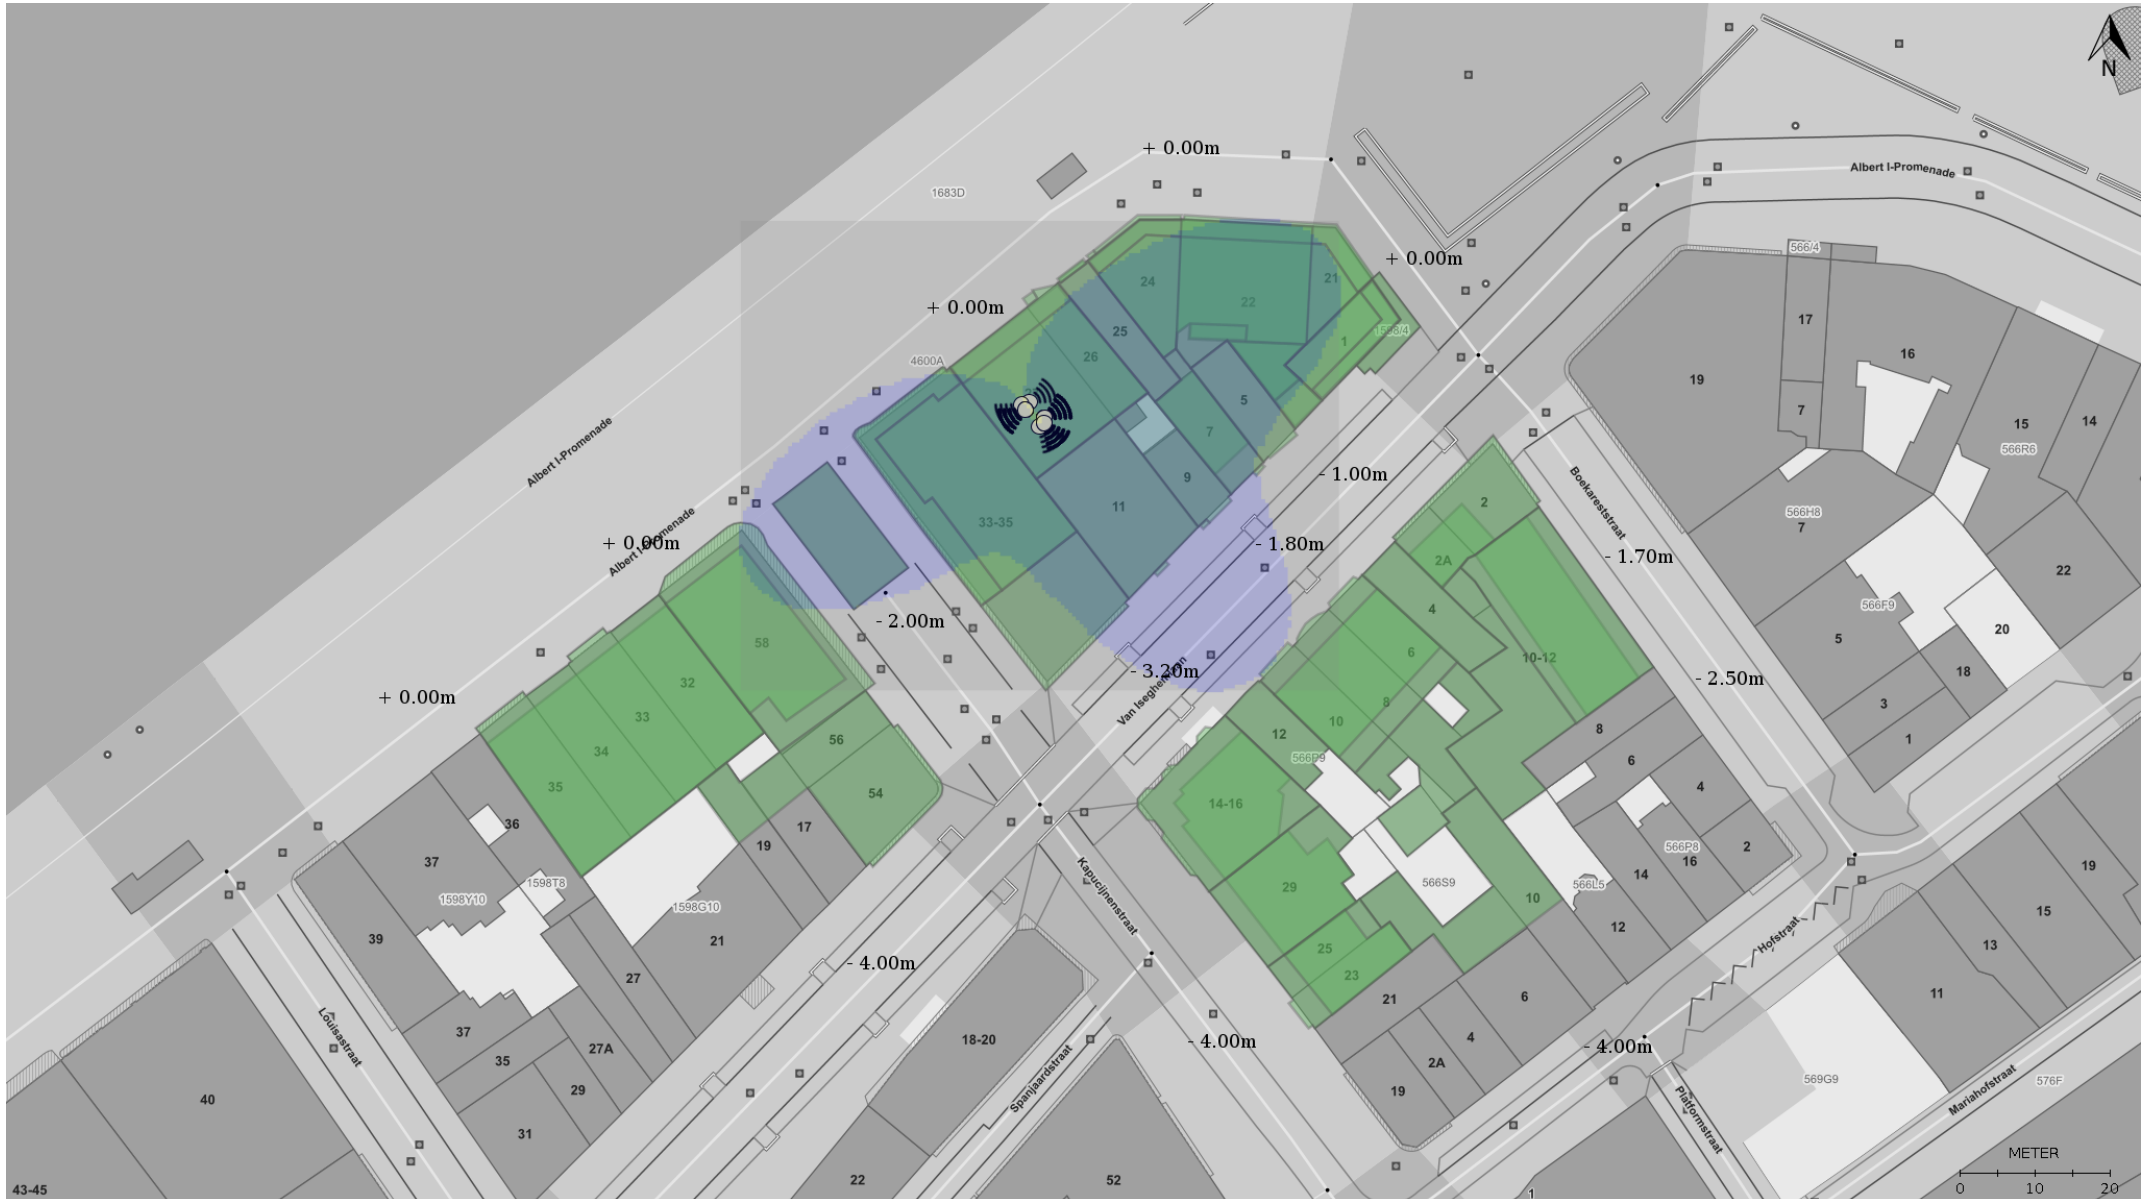 N
+ 0.00m
Albert I-Promenade
1683D
566/4
+ 0.00m
24
21
22
17
+ 0.00m
25
1
16
26
4600A
19
5
7
15
14
Albert I-Promenade
7
566R6
- 1.00m
2
Boekareststraat
9
11
566H8
7
33-35
Albert I-Promenade
+ 0.00m
- 1.80m
- 1.70m
2A
22
4
566F9
- 2.00m
20
5
58
6
10-12
- 3.20m
18
32
- 2.50m
+ 0.00m
8
3
33
10
12
8
56
1
34
6
35
54
4
14-16
36
17
19
2
37
566P8
16
15
19
1598Y10
1598T8
14
566S9
566L5
29
10
1598G10
Kapucijnenstraat
15
12
39
21
Hofstraat
13
25
- 4.00m
23
27
11
21
6
Louisastraat
37
4
18-20
- 4.00m
- 4.00m
27A
35
2A
Spanjaardstraat
569G9
576F
29
19
Mariahofstraat
40
Platformstraat
31
METER
22
52
43-45
1
0
10
20